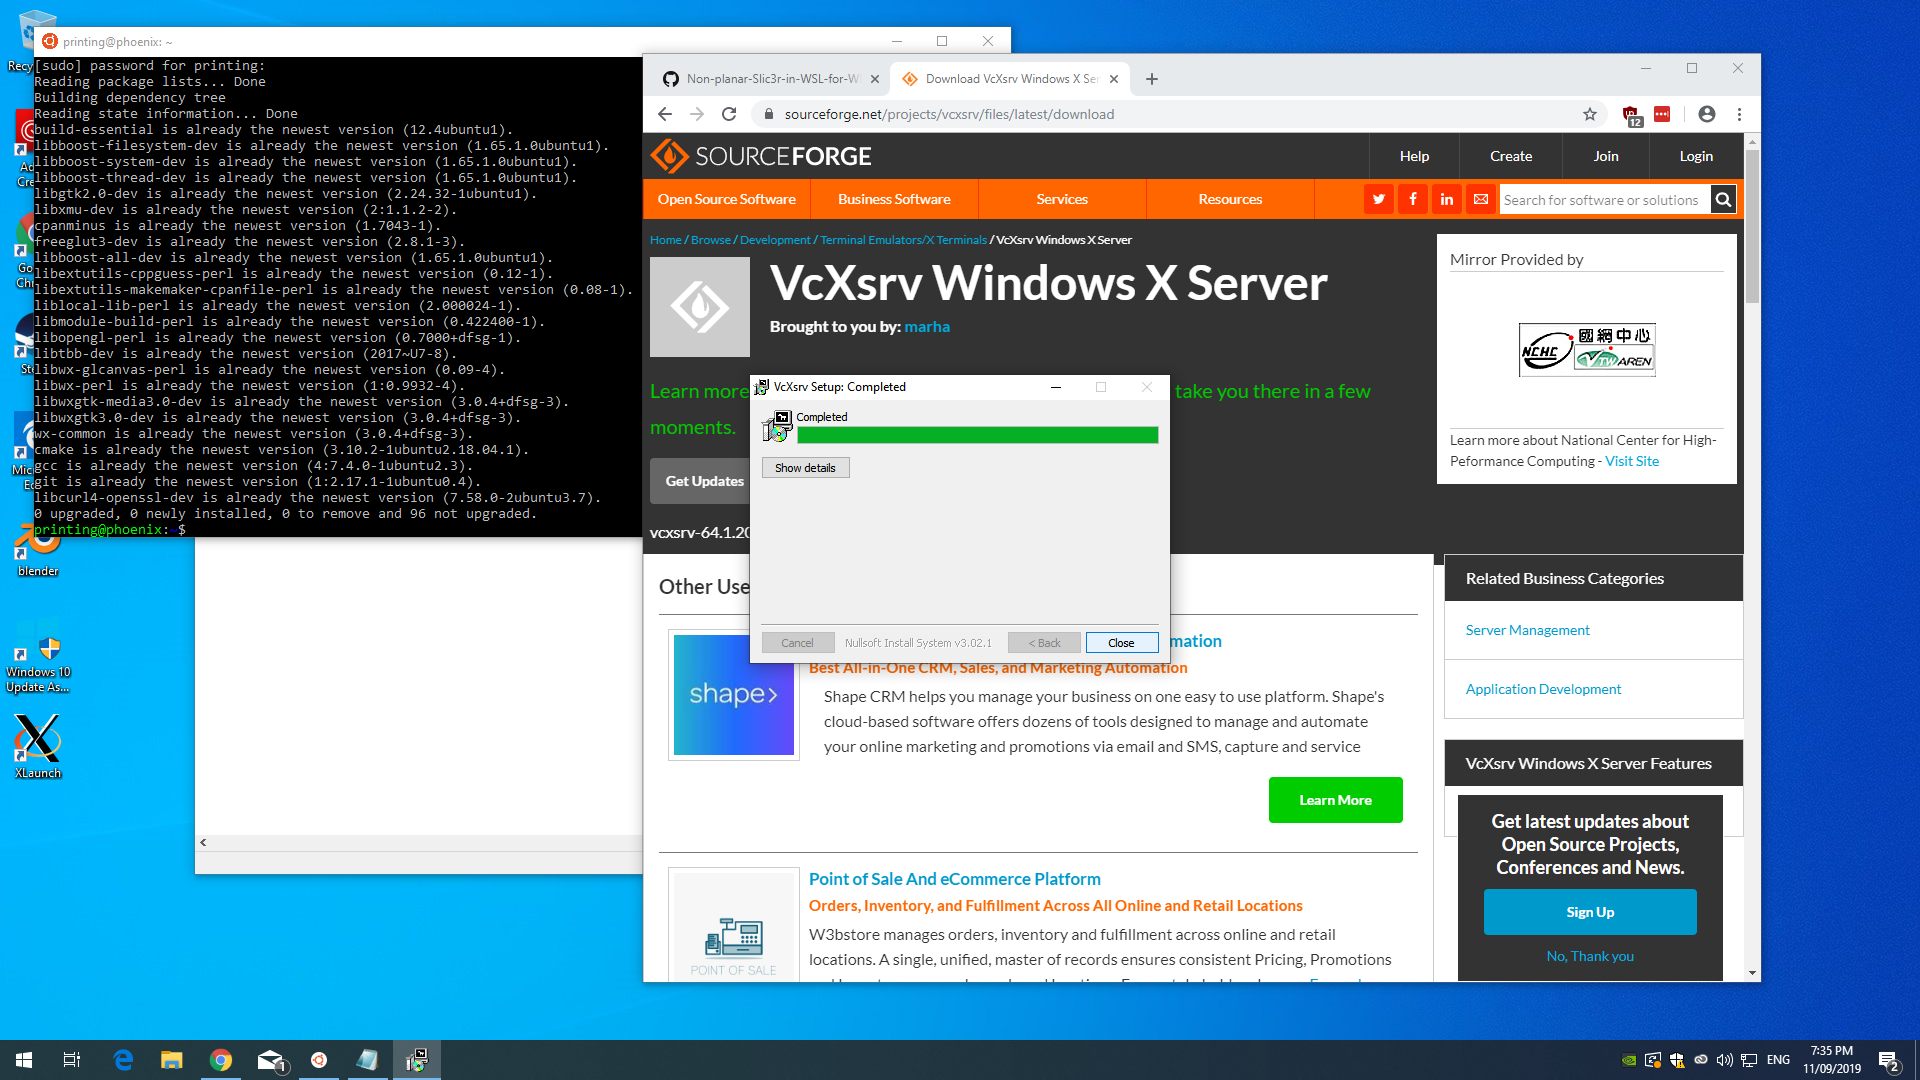 printing@phoenix: ~
[sudo] password for printing:
Reading package lists... Done
Building dependency tree
Reading state information... Done
build-essential is already the newest version (12.4ubuntu1).
libboost-filesystem-dev is already the newest version (1.65.1.0ubuntu1).
libboost-system-dev is already the newest version (1.65.1.0ubuntu1).
libboost-thread-dev is already the newest version (1.65.1.0ubuntu1).
libgtk2.0-dev is already the newest version (2.24.32-1ubuntu1).
libxmu-dev is already the newest version (2:1.1.2-2).
cpanminus is already the newest version (1.7043-1).
freeglut3-dev is already the newest version (2.8.1-3).
libboost-all-dev is already the newest version (1.65.1.0ubuntu1).
libextutils-cppguess-perl is already the newest version (0.12-1).
libextutils-makemaker-cpanfile-perl is already the newest version (0.08-1).
liblocal-lib-perl is already the newest version (2.000024-1).
libmodule-build-perl is already the newest version (0.422400-1).
libopengl-perl is already the newest version (0.7000+dfsg-1).
libtbb-dev is already the newest version (2017~U7-8).
libwx-glcanvas-perl is already the newest version (0.09-4).
libwx-perl is already the newest version (1:0.9932-4).
libwxgtk-media3.0-dev is already the newest version (3.0.4+dfsg-3).
libwxgtk3.0-dev is already the newest version (3.0.4+dfsg-3).
wx-common is already the newest version (3.0.4+dfsg-3).
cmake is already the newest version (3.10.2-1ubuntu2.18.04.1).
gcc is already the newest version (4:7.4.0-1ubuntu2.3).
git is already the newest version (1:2.17.1-1ubuntu0.4).
libcurl4-openssl-dev is already the newest version (7.58.0-2ubuntu3.7).
0 upgraded, 0 newly installed, 0 to remove and 96 not upgraded.
printing@phoenix:~$
blender
Windows 10
Update As...
XLaunch
Non-planar-Slic3r-in-WSL-for-W
Download VcXsrv Windows X Ser
sourceforge.net/projects/vcxsrv/files/latest/download
12
SOURCEFORGE
Help
Create
Join
Login
Open Source Software
Business Software
Services
Resources
Search for software or solutions
Home / Browse / Development / Terminal Emulators/X Terminals / VcXsrv Windows X Server
VcXsrv Windows X Server
Brought to you by: marha
Learn more
take you there in a few
moments.
Get Updates
vcxsrv-64.1.20
Mirror Provided by
NCHC
國網中心
TWAREN
Learn more about National Center for High-
Peformance Computing - Visit Site
VcXsrv Setup: Completed
Completed
Show details
Cancel
Nullsoft Install System v3.02.1
< Back
Close
Other Use
mation
Best All-in-One CRM, Sales, and Marketing Automation
shape>
Shape CRM helps you manage your business on one easy to use platform. Shape's
cloud-based software offers dozens of tools designed to manage and automate
your online marketing and promotions via email and SMS, capture and service
Learn More
Point of Sale And eCommerce Platform
Orders, Inventory, and Fulfillment Across All Online and Retail Locations
POINT OF SALE
W3bstore manages orders, inventory and fulfillment across online and retail
locations. A single, unified, master of records ensures consistent Pricing, Promotions
Related Business Categories
Server Management
Application Development
VcXsrv Windows X Server Features
Get latest updates about
Open Source Projects,
Conferences and News.
Sign Up
No, Thank you
1
ENG
7:35 PM
11/09/2019
2